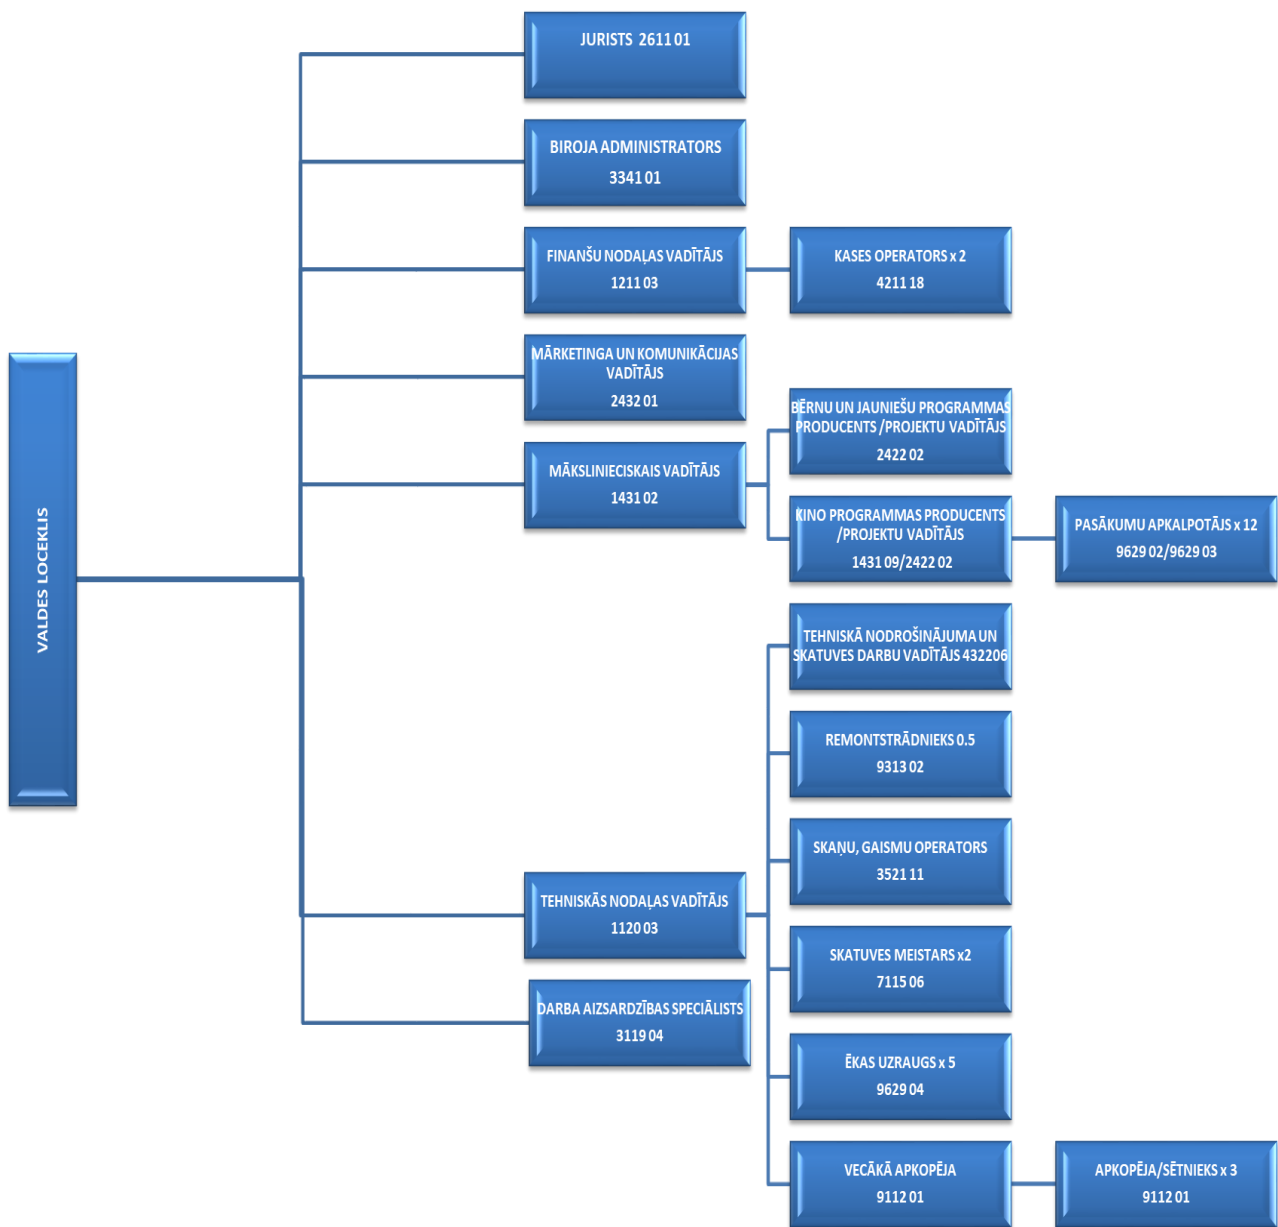 VALDES LOCEKLIS
JURISTS 2611 01
BIROJA ADMINISTRATORS
3341 01
FINANŠU NODAĻAS VADĪTĀJS
1211 03
KASES OPERATORS x 2
4211 18
MĀRKETINGA UN KOMUNIKĀCIJAS
VADĪTĀJS
2432 01
MĀKSLINIECISKAIS VADĪTĀJS
1431 02
BĒRNU UN JAUNIEŠU PROGRAMMAS
PRODUCENTS /PROJEKTU VADĪTĀJS
2422 02
KINO PROGRAMMAS PRODUCENTS
/PROJEKTU VADĪTĀJS
1431 09/2422 02
PASĀKUMU APKALPOTĀJS x 12
9629 02/9629 03
TEHNISKĀS NODAĻAS VADĪTĀJS
1120 03
TEHNISKĀ NODROŠINĀJUMA UN
SKATUVES DARBU VADĪTĀJS 432206
REMONTSTRĀDNIEKS 0.5
9313 02
SKAŅU, GAISMU OPERATORS
3521 11
SKATUVES MEISTARS x2
7115 06
ĒKAS UZRAUGS x 5
9629 04
VECĀKĀ APKOPĒJA
9112 01
APKOPĒJA/SĒTNIEKS x 3
9112 01
DARBA AIZSARDZĪBAS SPECIĀLISTS
3119 04